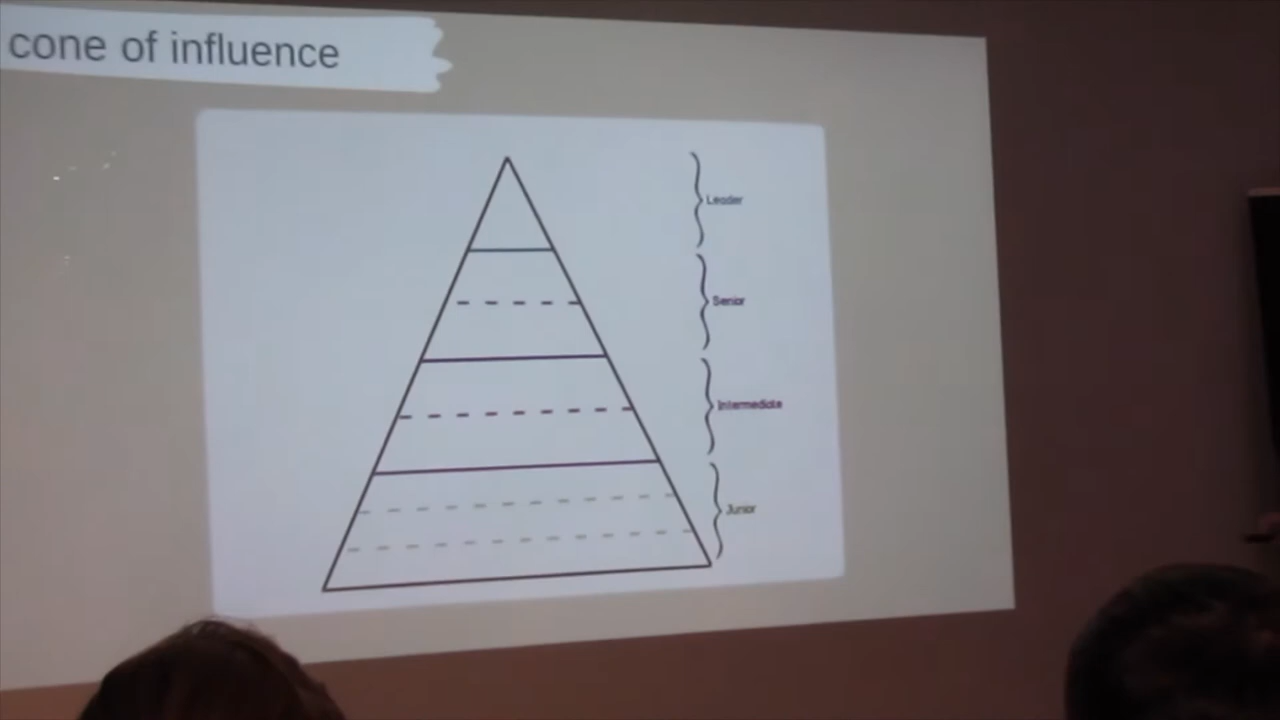 cone of influence
Leader
Senior
Intermediate
Junior